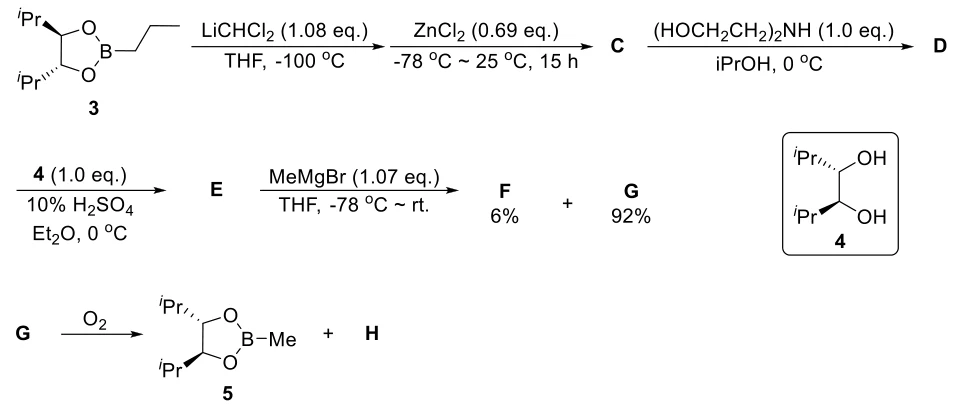 iPr
O
B
O
iPr
3
LiCHCl2 (1.08 eq.)
THF, -100 °C
ZnCl2 (0.69 eq.)
-78 °C ~ 25 °C, 15 h
C
(HOCH2CH2)2NH (1.0 eq.)
iPrOH, 0 °C
D
4 (1.0 eq.)
10% H2SO4
Et2O, 0 °C
E
MeMgBr (1.07 eq.)
THF, -78 °C ~ rt.
F
6%
+
G
92%
iPr
OH
iPr
OH
4
G
O2
iPr
O
B-Me
O
iPr
5
+
H